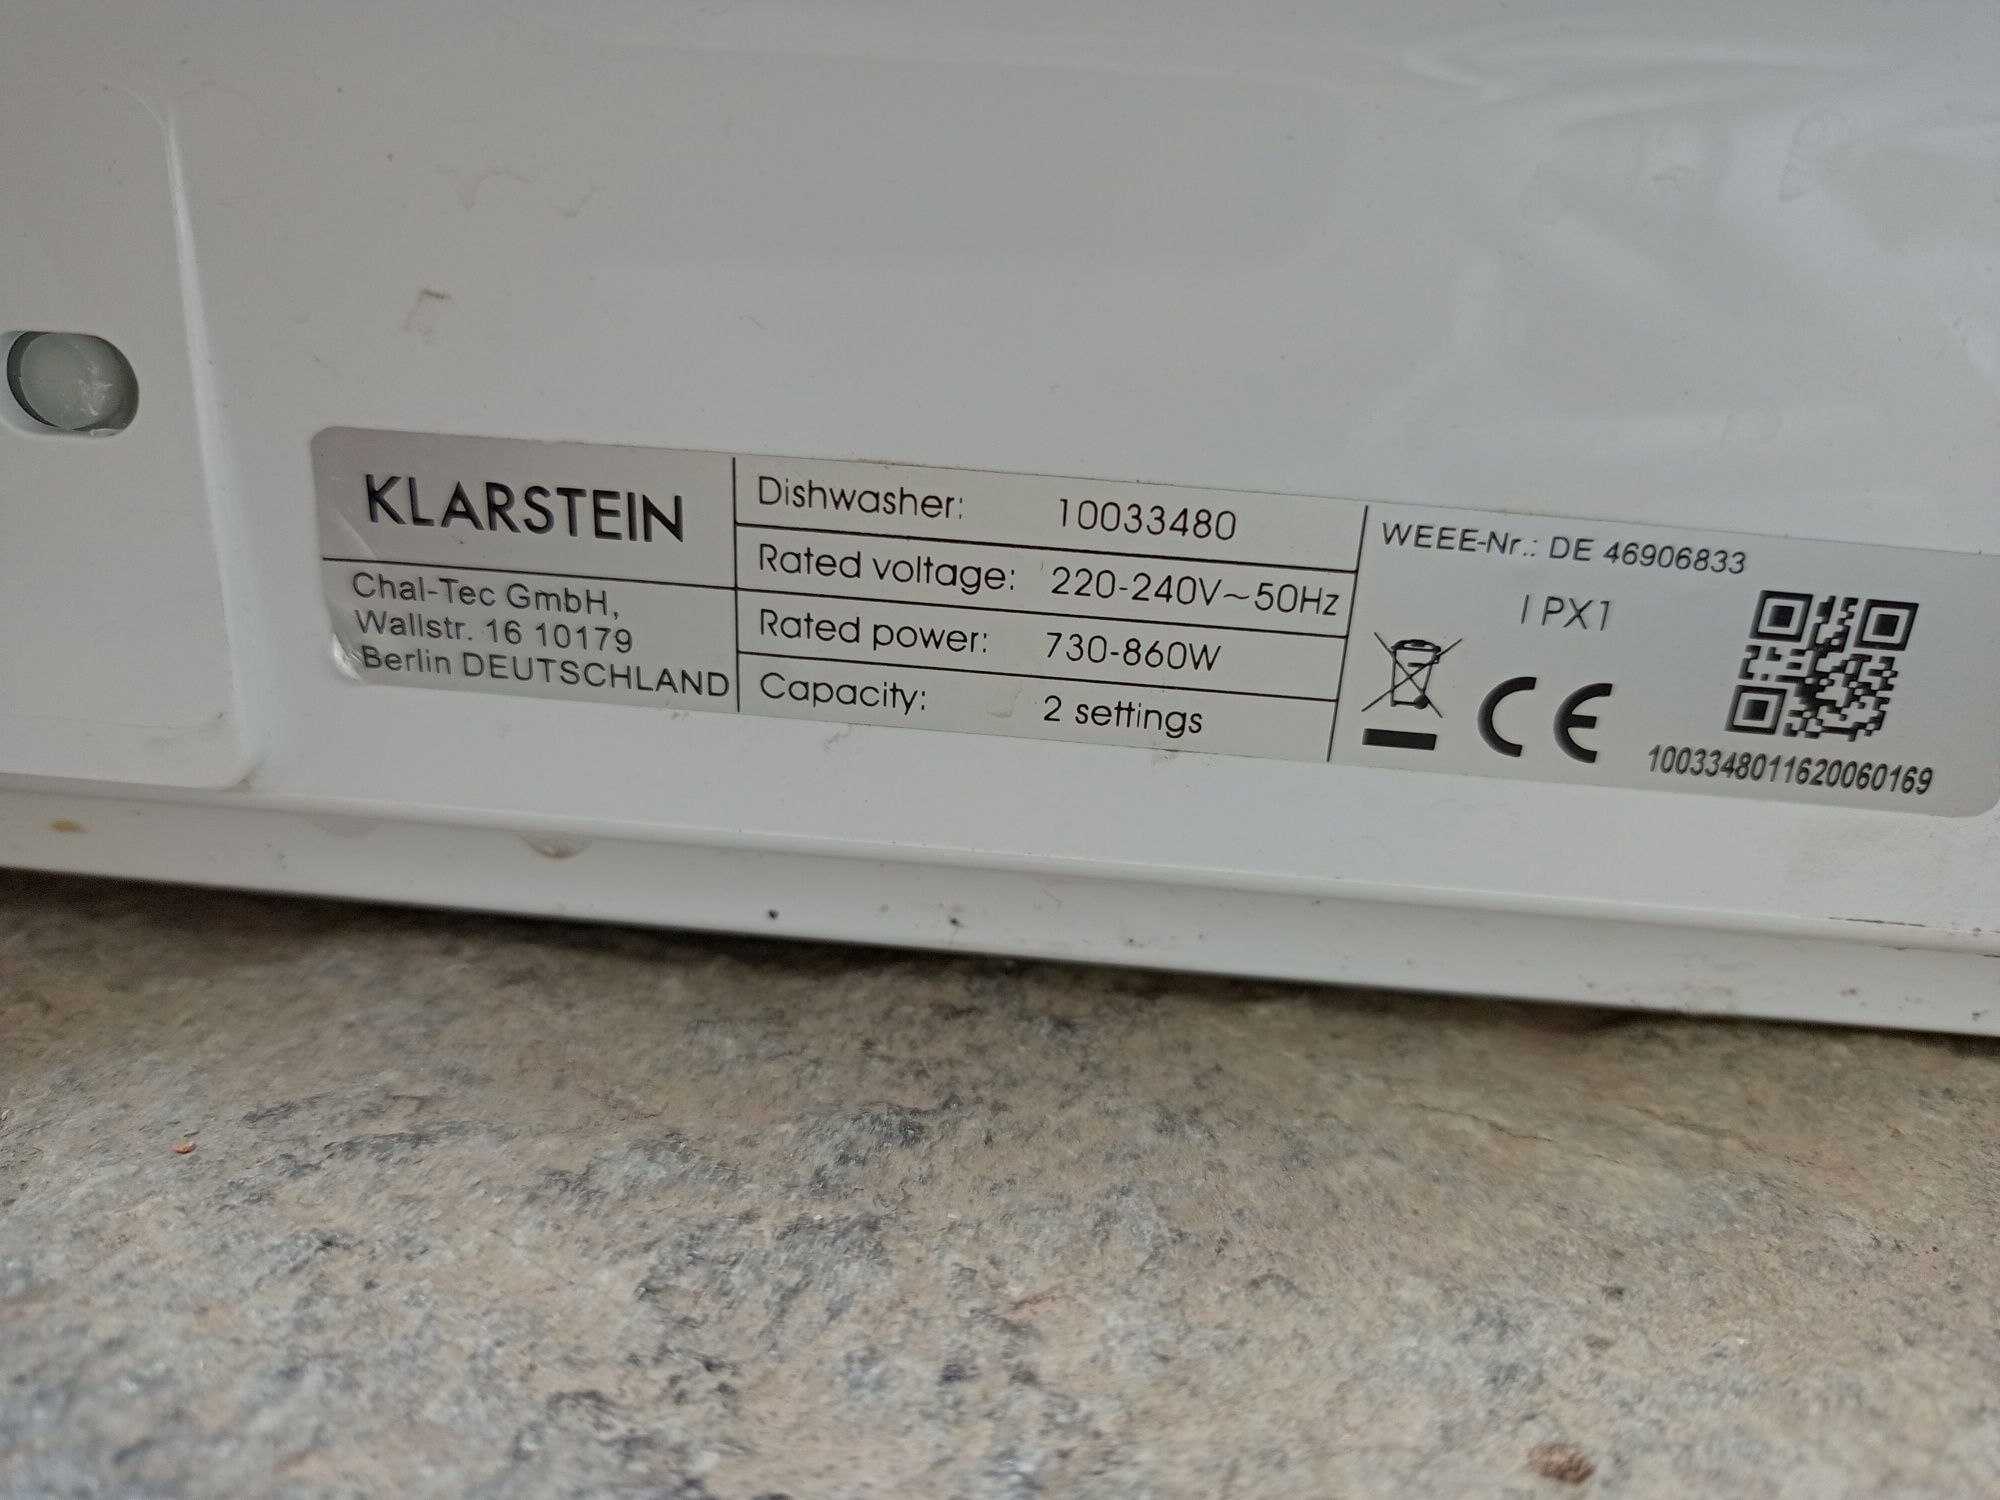 KLARSTEIN
Chal-Tec GmbH,
Wallstr. 16 10179
Berlin DEUTSCHLAND
Dishwasher: 10033480
Rated voltage: 220-240V~50Hz
Rated power: 730-860W
Capacity: 2 settings
WEEE-Nr.: DE 46906833
I PX1
CE
1003348011620060169